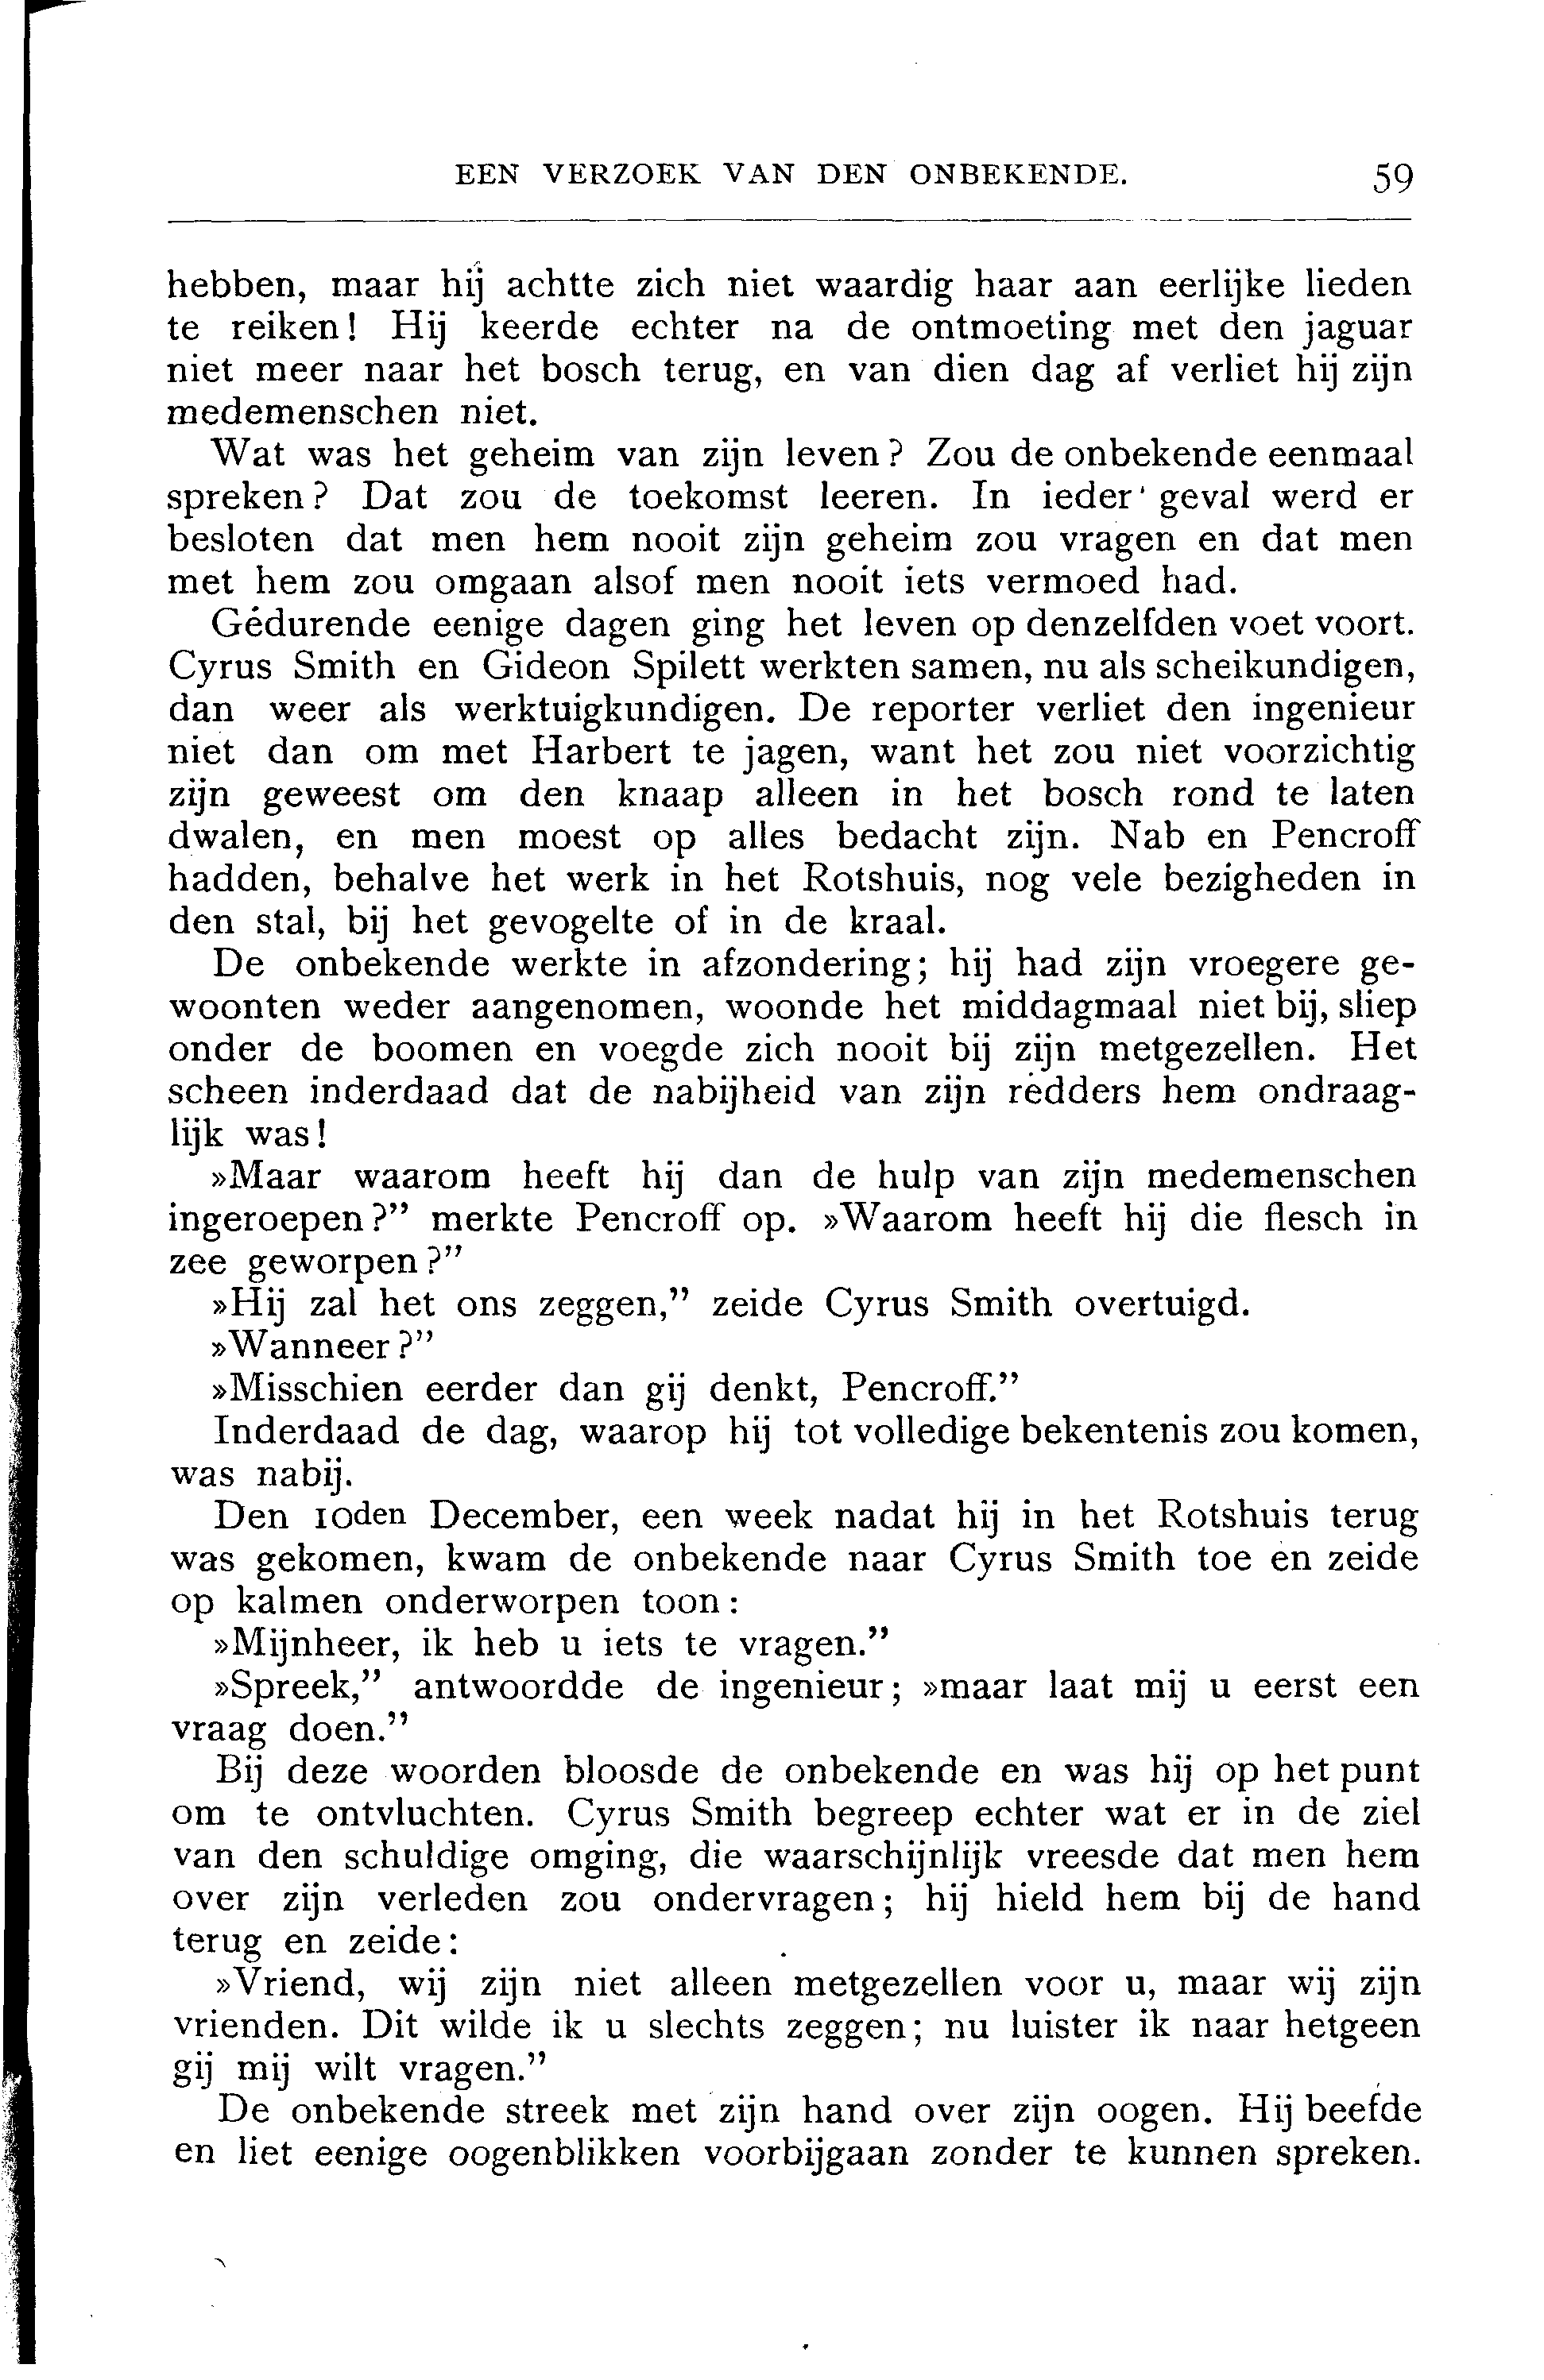 EEN VERZOEK VAN DEN ONBEKENDE. 59
hebben, maar hij achtte zich niet waardig haar aan eerlijke lieden
te reiken! Hij keerde echter na de ontmoeting met den jaguar
niet meer naar het bosch terug, en van dien dag af verliet hij zijn
medemenschen niet.
Wat was het geheim van zijn leven? Zou de onbekende eenmaal
spreken? Dat zou de toekomst leeren. In ieder geval werd er
besloten dat men hem nooit zijn geheim zou vragen en dat men
met hem zou omgaan alsof men nooit iets vermoed had.
Gédurende eenige dagen ging het leven op denzelfden voet voort.
Cyrus Smith en Gideon Spilett werkten samen, nu als scheikundigen,
dan weer als werktuigkundigen. De reporter verliet den ingenieur
niet dan om met Harbert te jagen, want het zou niet voorzichtig
zijn geweest om den knaap alleen in het bosch rond te laten
dwalen, en men moest op alles bedacht zijn. Nab en Pencroff
hadden, behalve het werk in het Rotshuis, nog vele bezigheden in
den stal, bij het gevogelte of in de kraal.
De onbekende werkte in afzondering; hij had zijn vroegere ge-
woonten weder aangenomen, woonde het middagmaal niet bij, sliep
onder de boomen en voegde zich nooit bij zijn metgezellen. Het
scheen inderdaad dat de nabijheid van zijn redders hem ondraag-
lijk was!
»Maar waarom heeft hij dan de hulp van zijn medemenschen
ingeroepen?” merkte Pencroff op. »Waarom heeft hij die flesch in
zee geworpen?”
»Hij zal het ons zeggen,” zeide Cyrus Smith overtuigd.
»Wanneer?”
»Misschien eerder dan gij denkt, Pencroff.”
Inderdaad de dag, waarop hij tot volledige bekentenis zou komen,
was nabij.
Den 10den December, een week nadat hij in het Rotshuis terug
was gekomen, kwam de onbekende naar Cyrus Smith toe en zeide
op kalmen onderworpen toon:
»Mijnheer, ik heb u iets te vragen.”
»Spreek,” antwoordde de ingenieur; »maar laat mij u eerst een
vraag doen.”
Bij deze woorden bloosde de onbekende en was hij op het punt
om te ontvluchten. Cyrus Smith begreep echter wat er in de ziel
van den schuldige omging, die waarschijnlijk vreesde dat men hem
over zijn verleden zou ondervragen; hij hield hem bij de hand
terug en zeide:
»Vriend, wij zijn niet alleen metgezellen voor u, maar wij zijn
vrienden. Dit wilde ik u slechts zeggen; nu luister ik naar hetgeen
gij mij wilt vragen.”
De onbekende streek met zijn hand over zijn oogen. Hij beefde
en liet eenige oogenblikken voorbijgaan zonder te kunnen spreken.